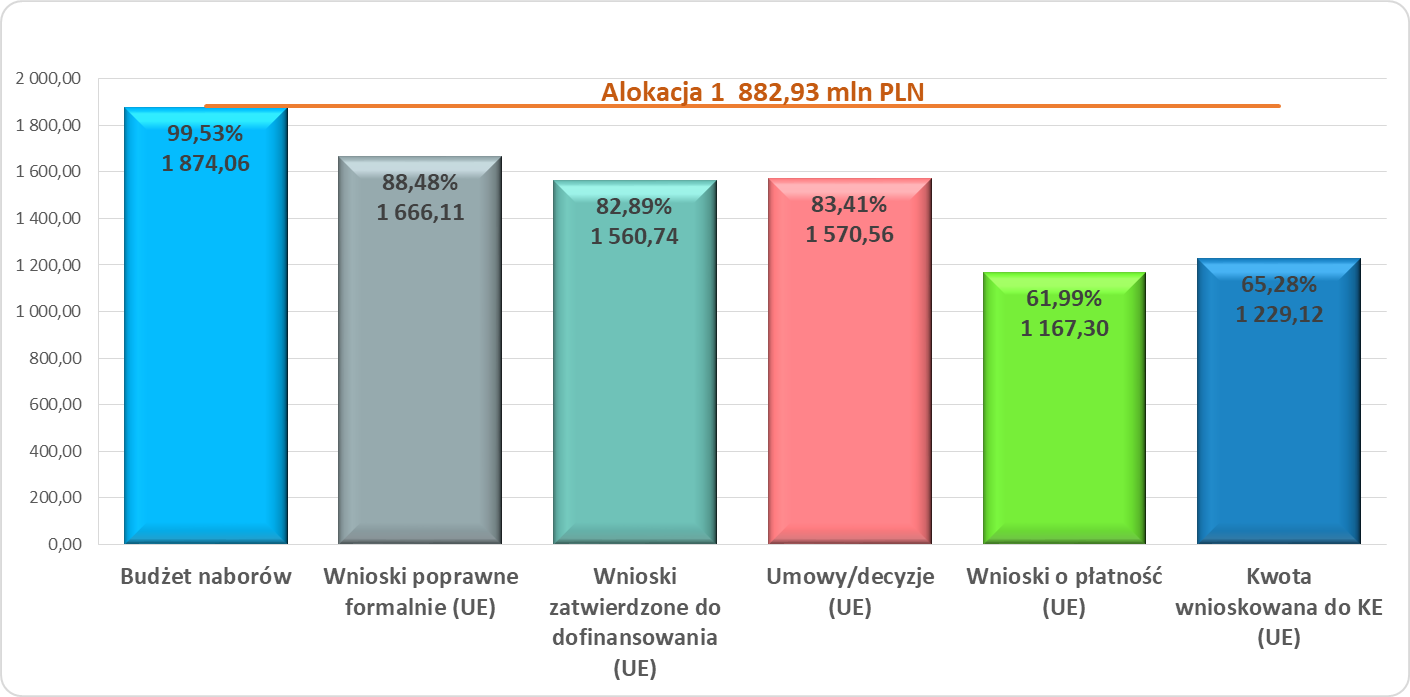 Alokacja 1  882,93 mln PLN
2 000,00
1 800,00
1 600,00
1 400,00
1 200,00
1 000,00
800,00
600,00
400,00
200,00
0,00
99,53%
1 874,06
88,48%
1 666,11
82,89%
1 560,74
83,41%
1 570,56
61,99%
1 167,30
65,28%
1 229,12
Budżet naborów
Wnioski poprawne
formalnie (UE)
Wnioski
zatwierdzone do
dofinansowania
(UE)
Umowy/decyzje
(UE)
Wnioski o płatność
(UE)
Kwota
wnioskowana do KE
(UE)